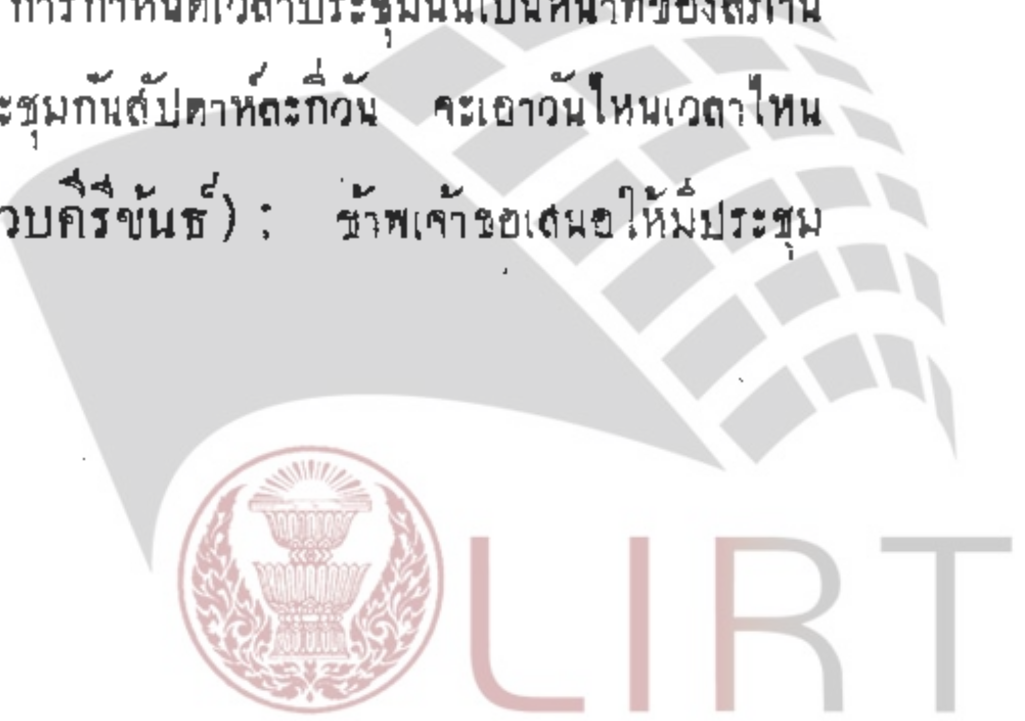 การกำหนดเวลาประชุมนั้นเป็นหน้าที่ของสภาน
ะชุมกันสัปดาห์ละกี่วัน จะเอาวันไหนเวลาไหน
วบคีรีขันธ์) : ข้าพเจ้าขอเสนอให้มีประชุม
LIRT